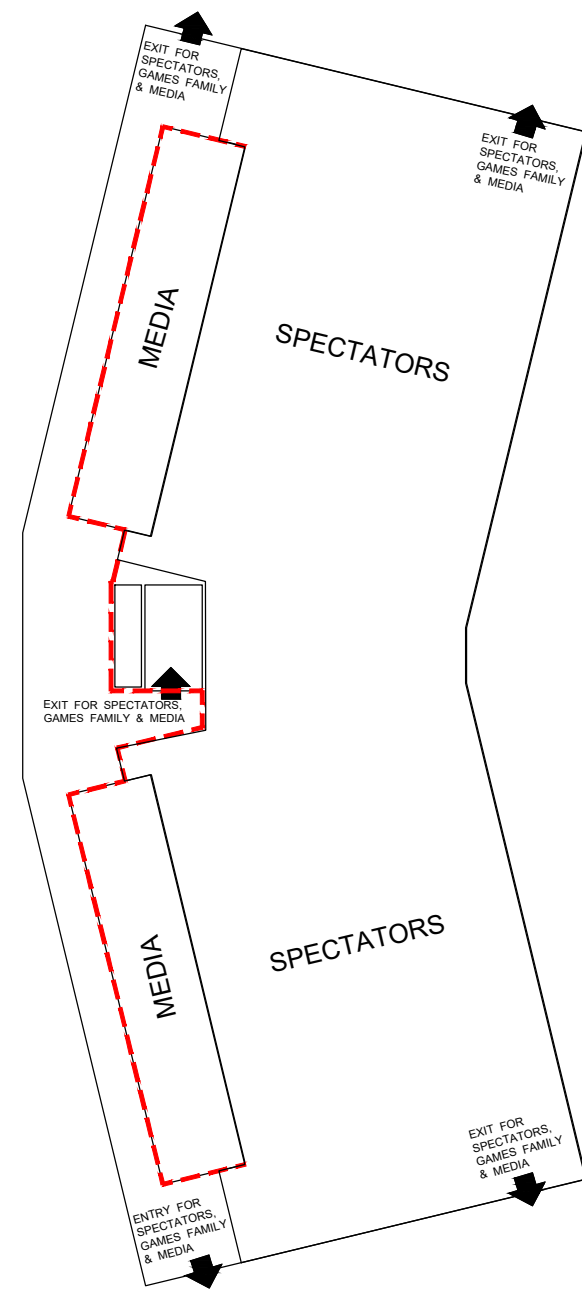 EXIT FOR
SPECTATORS,
GAMES FAMILY
& MEDIA
EXIT FOR
SPECTATORS,
GAMES FAMILY
& MEDIA
MEDIA
SPECTATORS
EXIT FOR SPECTATORS,
GAMES FAMILY & MEDIA
MEDIA
SPECTATORS
EXIT FOR
SPECTATORS,
GAMES FAMILY
& MEDIA
ENTRY FOR
SPECTATORS,
GAMES FAMILY
& MEDIA